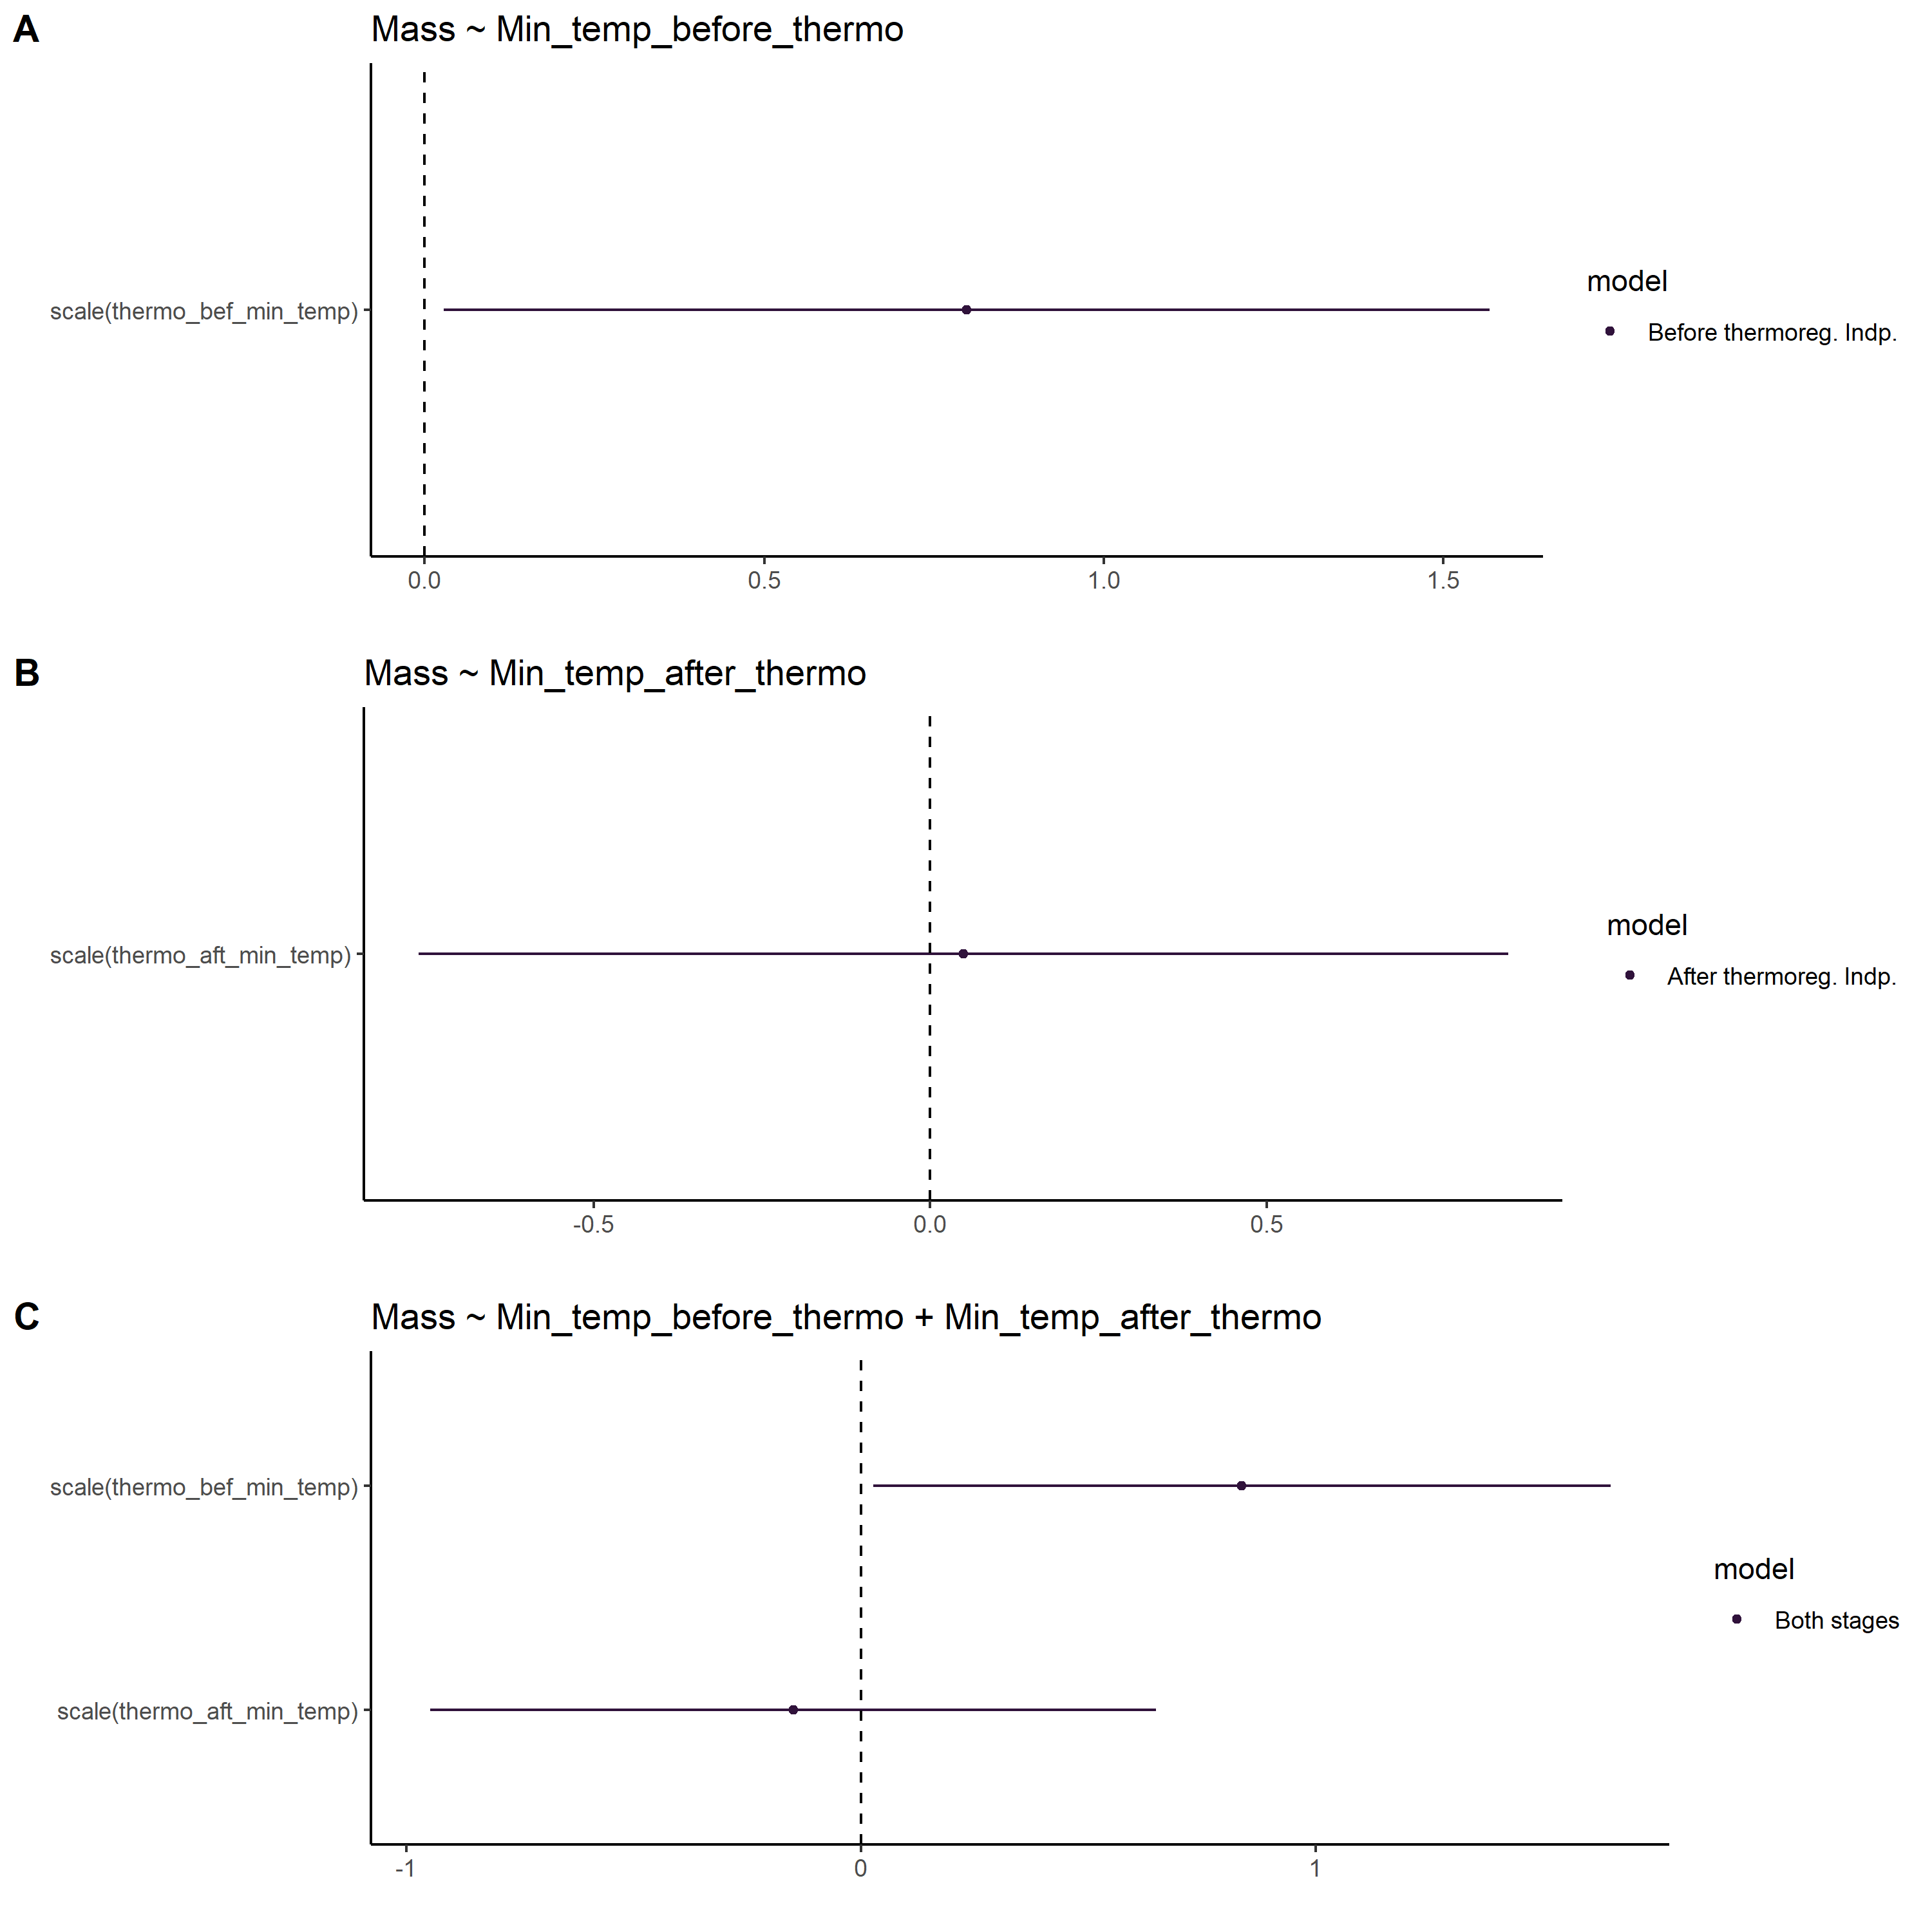 A
Mass ~ Min_temp_before_thermo
scale(thermo_bef_min_temp)
0.0 0.5 1.0 1.5
model
Before thermoreg. Indp.
B
Mass ~ Min_temp_after_thermo
scale(thermo_aft_min_temp)
-0.5 0.0 0.5
model
After thermoreg. Indp.
C
Mass ~ Min_temp_before_thermo + Min_temp_after_thermo
scale(thermo_bef_min_temp)
scale(thermo_aft_min_temp)
-1 0 1
model
Both stages